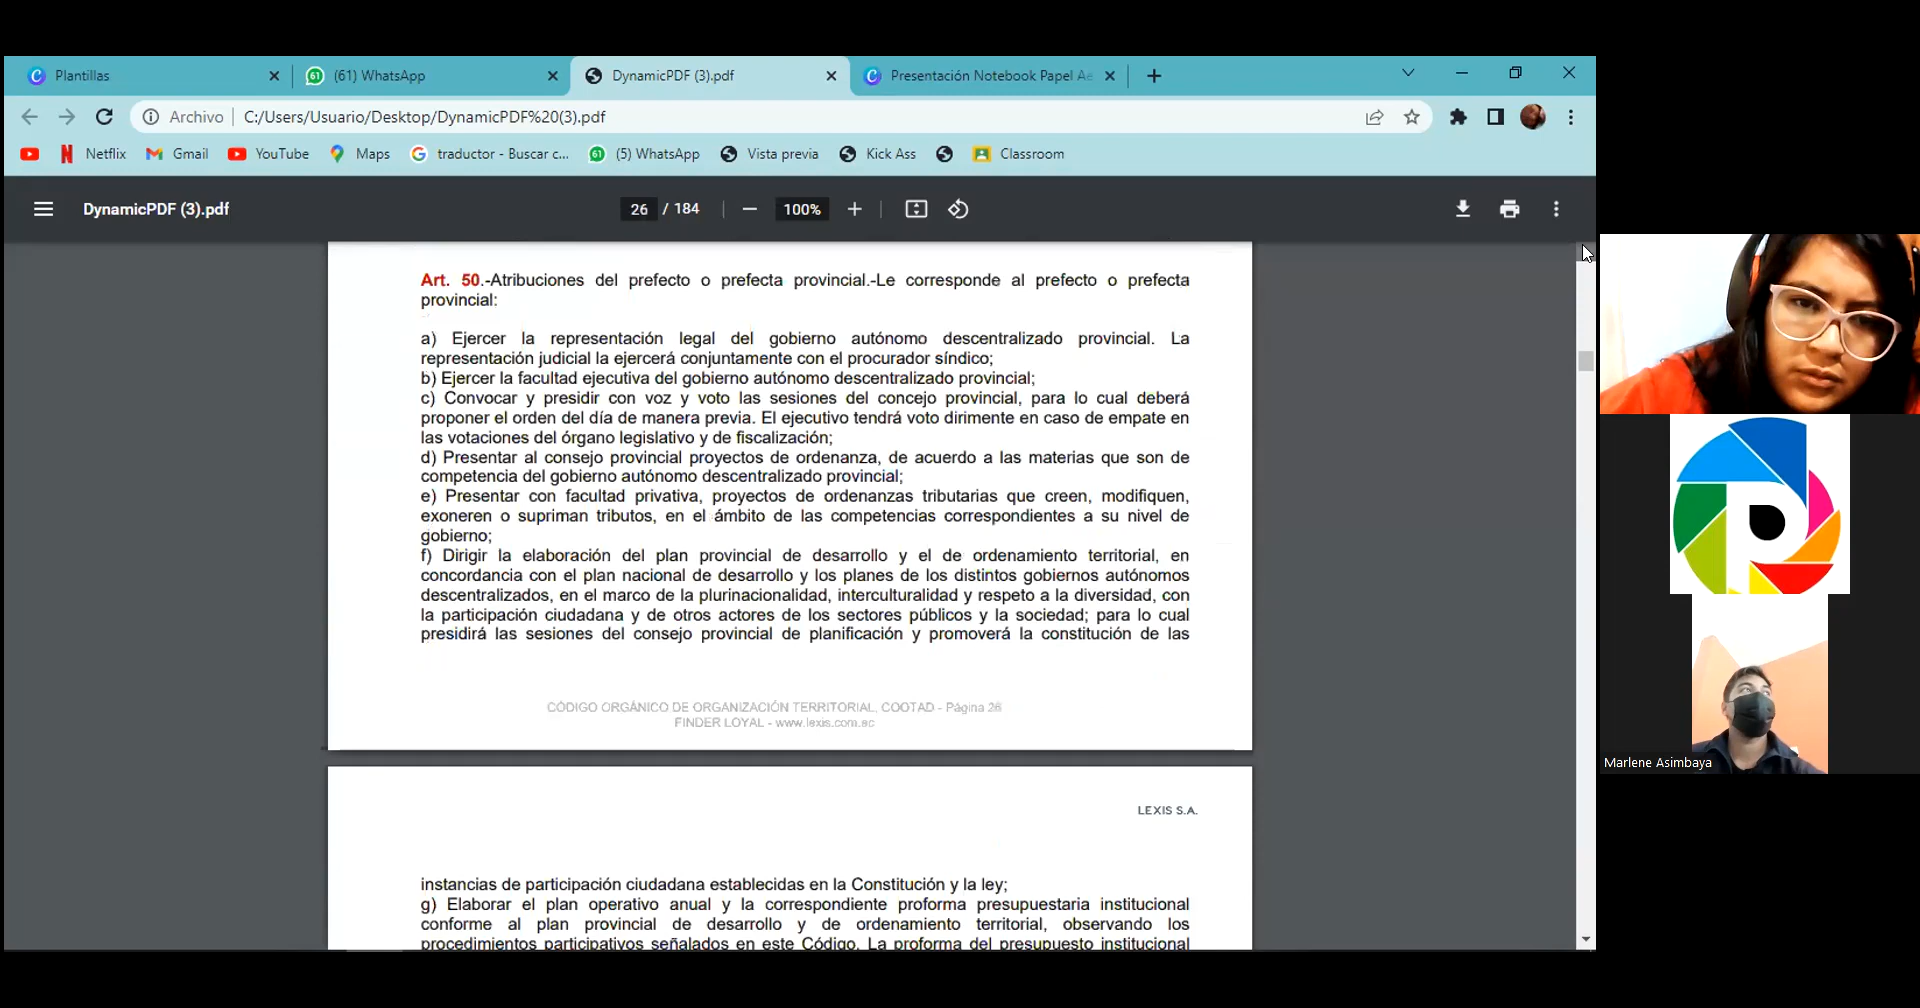 Plantillas
(61) WhatsApp
DynamicPDF (3).pdf
Presentación Notebook Papel Ae
Archivo
C:/Users/Usuario/Desktop/DynamicPDF%20(3).pdf
Netflix
Gmail
YouTube
Maps
traductor - Buscar c...
(5) WhatsApp
Vista previa
Kick Ass
Classroom
DynamicPDF (3).pdf
26 / 184
100%
Art. 50.-Atribuciones del prefecto o prefecta provincial.-Le corresponde al prefecto o prefecta
provincial:
a) Ejercer la representación legal del gobierno autónomo descentralizado provincial. La
representación judicial la ejercerá conjuntamente con el procurador síndico;
b) Ejercer la facultad ejecutiva del gobierno autónomo descentralizado provincial;
c) Convocar y presidir con voz y voto las sesiones del concejo provincial, para lo cual deberá
proponer el orden del día de manera previa. El ejecutivo tendrá voto dirimente en caso de empate en
las votaciones del órgano legislativo y de fiscalización;
d) Presentar al consejo provincial proyectos de ordenanza, de acuerdo a las materias que son de
competencia del gobierno autónomo descentralizado provincial;
e) Presentar con facultad privativa, proyectos de ordenanzas tributarias que creen, modifiquen,
exoneren o supriman tributos, en el ámbito de las competencias correspondientes a su nivel de
gobierno;
f) Dirigir la elaboración del plan provincial de desarrollo y el de ordenamiento territorial, en
concordancia con el plan nacional de desarrollo y los planes de los distintos gobiernos autónomos
descentralizados, en el marco de la plurinacionalidad, interculturalidad y respeto a la diversidad, con
la participación ciudadana y de otros actores de los sectores públicos y la sociedad; para lo cual
presidirá las sesiones del consejo provincial de planificación y promoverá la constitución de las
CÓDIGO ORGÁNICO DE ORGANIZACIÓN TERRITORIAL, COOTAD - Página 26
FINDER LOYAL - www.lexis.com.ec
LEXIS S.A.
instancias de participación ciudadana establecidas en la Constitución y la ley;
g) Elaborar el plan operativo anual y la correspondiente proforma presupuestaria institucional
conforme al plan provincial de desarrollo y de ordenamiento territorial, observando los
procedimientos participativos señalados en este Código. La proforma del presupuesto institucional
Marlene Asimbaya